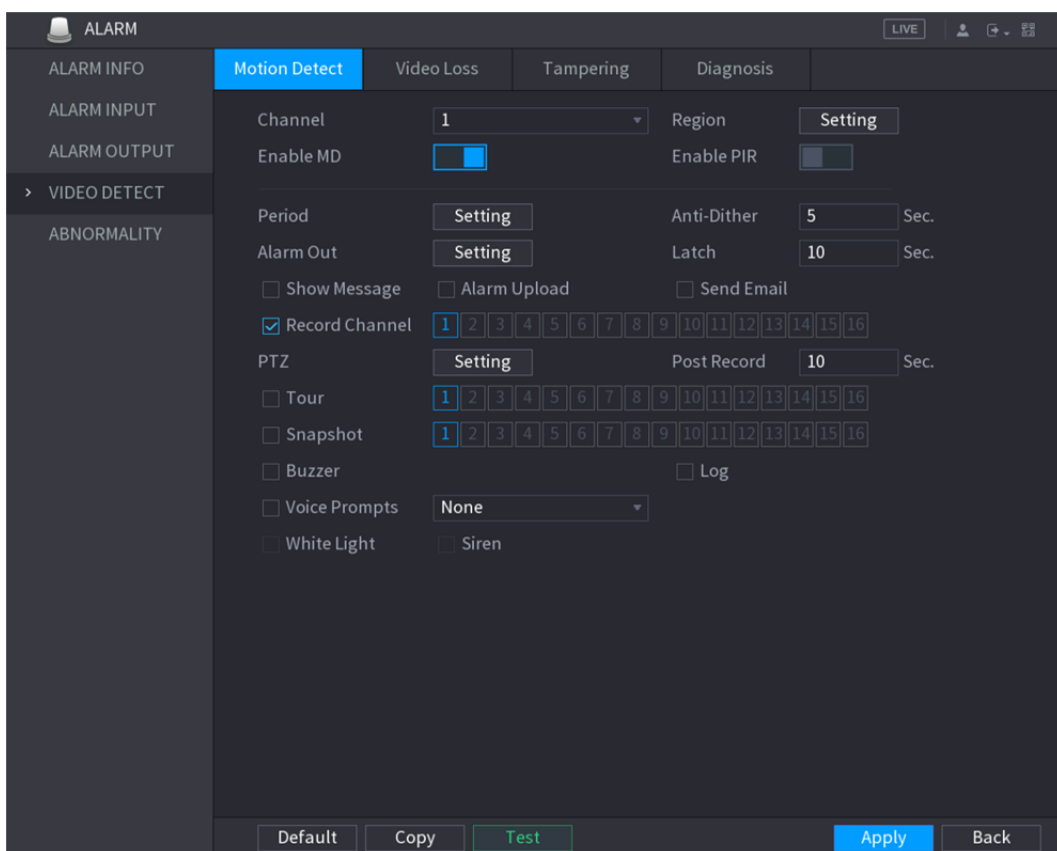 ALARM LIVE
ALARM INFO
ALARM INPUT
ALARM OUTPUT
> VIDEO DETECT
ABNORMALITY
Motion Detect Video Loss Tampering Diagnosis
Channel 1 Region Setting
Enable MD Enable PIR
Period Setting Anti-Dither 5 Sec.
Alarm Out Setting Latch 10 Sec.
Show Message Alarm Upload Send Email
Record Channel 1 2 3 4 5 6 7 8 9 10 11 12 13 14 15 16
PTZ Setting Post Record 10 Sec.
Tour 1 2 3 4 5 6 7 8 9 10 11 12 13 14 15 16
Snapshot 1 2 3 4 5 6 7 8 9 10 11 12 13 14 15 16
Buzzer Log
Voice Prompts None
White Light Siren
Default Copy Test Apply Back